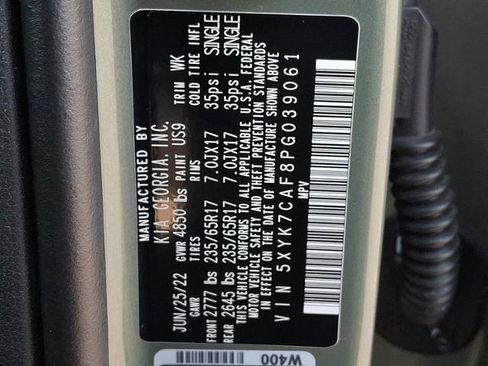 MANUFACTURED BY
KIA GEORGIA, INC.
JUN/25/22 GVWR 4850 lbs PAINT US9 TRIM WK
GAWR TIRES RIMS COLD TIRE INFL
FRONT 2777 lbs 235/65R17 7.0JX17 35psi SINGLE
REAR 2645 lbs 235/65R17 7.0JX17 35psi SINGLE
THIS VEHICLE CONFORMS TO ALL APPLICABLE U.S.A. FEDERAL
MOTOR VEHICLE SAFETY AND THEFT PREVENTION STANDARDS
IN EFFECT ON THE DATE OF MANUFACTURE SHOWN ABOVE.
VIN 5XYK7CAF8PG039061
MPV
W400